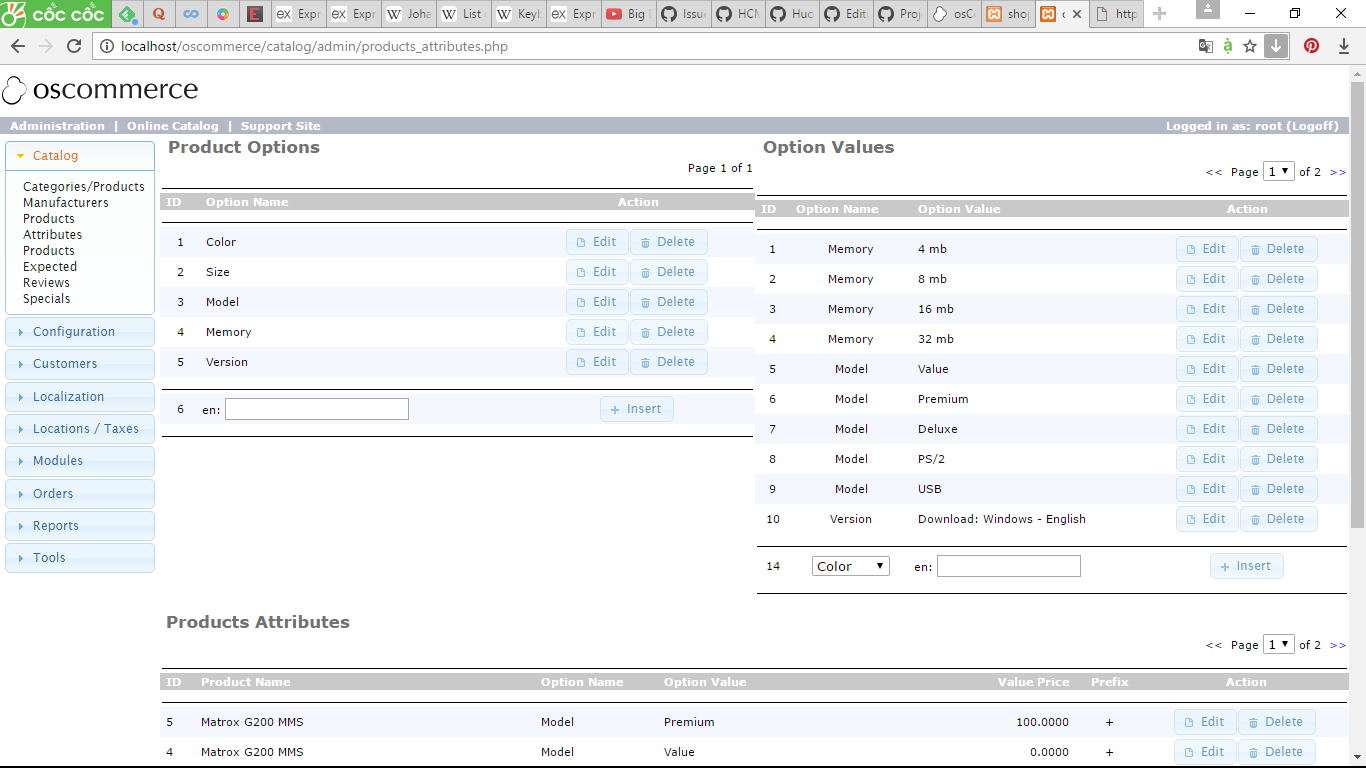 cốc cốc
Expr
Expr
Joha
List
Keyb
Expr
Big
Issue
HCM
Huo
Edit
Proj
osC
shop
http
localhost/oscommerce/catalog/admin/products_attributes.php
oscommerce
Administration | Online Catalog | Support Site
Logged in as: root (Logoff)
Catalog
Categories/Products
Manufacturers
Products
Attributes
Products
Expected
Reviews
Specials
Configuration
Customers
Localization
Locations / Taxes
Modules
Orders
Reports
Tools
Product Options
Page 1 of 1
ID Option Name Action
1 Color Edit Delete
2 Size Edit Delete
3 Model Edit Delete
4 Memory Edit Delete
5 Version Edit Delete
6 en: + Insert
Option Values
<< Page 1 of 2 >>
ID Option Name Option Value Action
1 Memory 4 mb Edit Delete
2 Memory 8 mb Edit Delete
3 Memory 16 mb Edit Delete
4 Memory 32 mb Edit Delete
5 Model Value Edit Delete
6 Model Premium Edit Delete
7 Model Deluxe Edit Delete
8 Model PS/2 Edit Delete
9 Model USB Edit Delete
10 Version Download: Windows - English Edit Delete
14 Color en: + Insert
Products Attributes
<< Page 1 of 2 >>
ID Product Name Option Name Option Value Value Price Prefix Action
5 Matrox G200 MMS Model Premium 100.0000 + Edit Delete
4 Matrox G200 MMS Model Value 0.0000 + Edit Delete